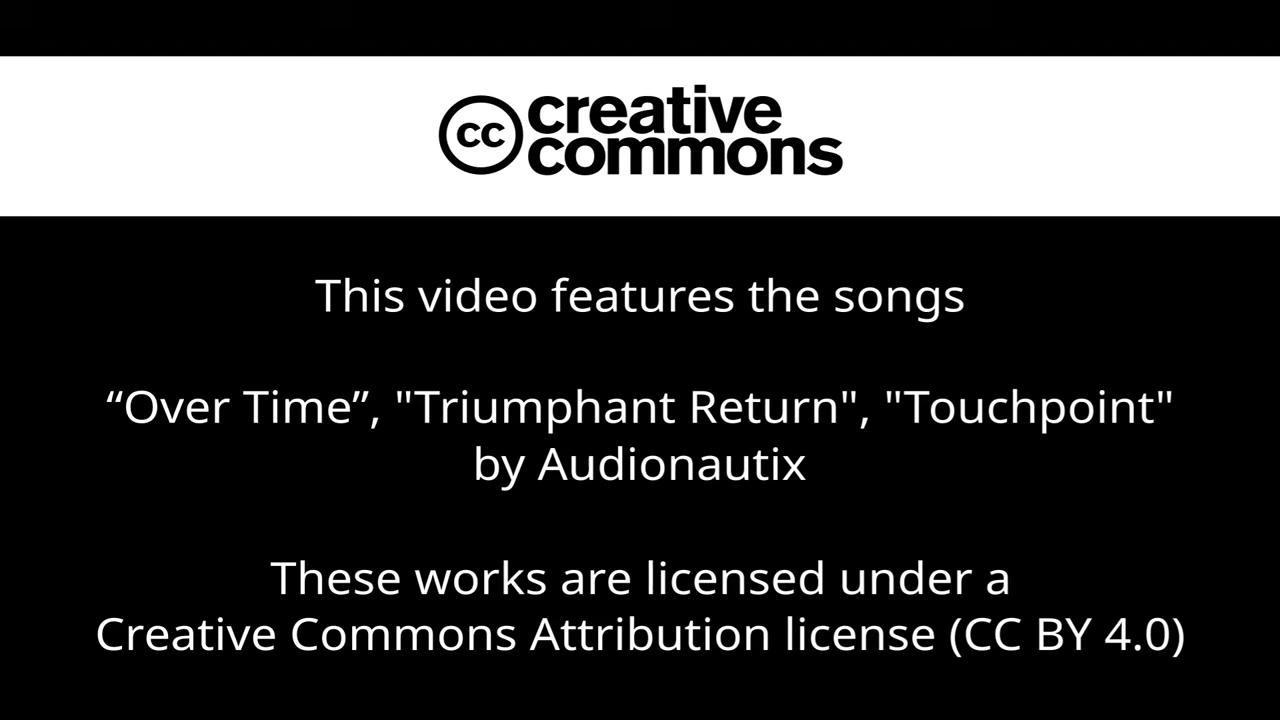 cc creative
commons
This video features the songs
“Over Time”, "Triumphant Return", "Touchpoint"
by Audionautix
These works are licensed under a
Creative Commons Attribution license (CC BY 4.0)